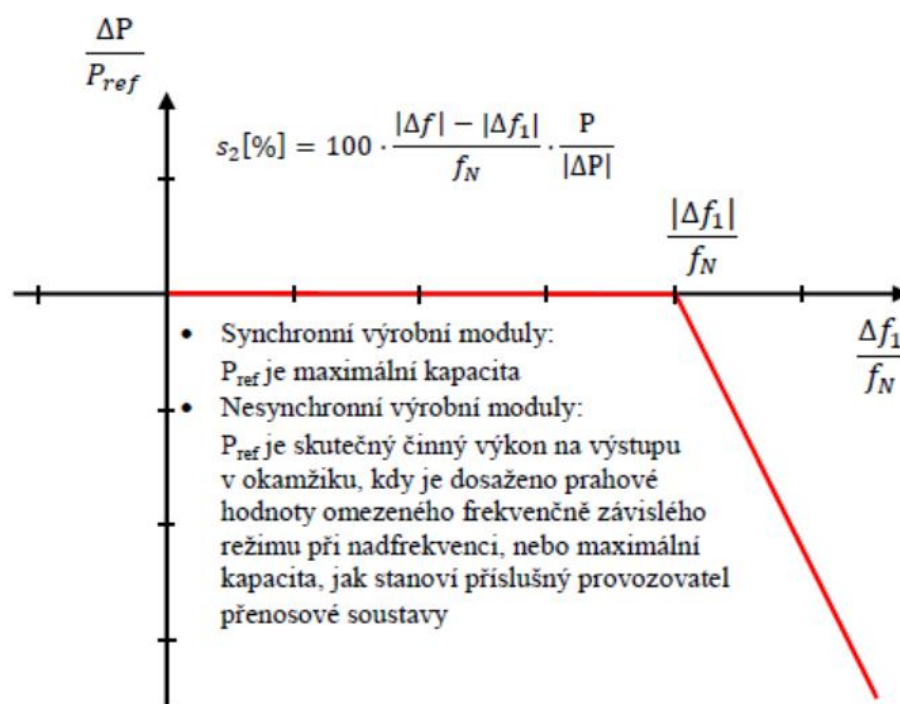 ΔP
P_ref
s₂[%] = 100 · (|Δf| − |Δf₁|)/f_N · P/|ΔP|
|Δf₁|
f_N
• Synchronní výrobní moduly:
P_ref je maximální kapacita
• Nesynchronní výrobní moduly:
P_ref je skutečný činný výkon na výstupu
v okamžiku, kdy je dosaženo prahové
hodnoty omezeného frekvenčně závislého
režimu při nadfrekvenci, nebo maximální
kapacita, jak stanoví příslušný provozovatel
přenosové soustavy
Δf₁
f_N